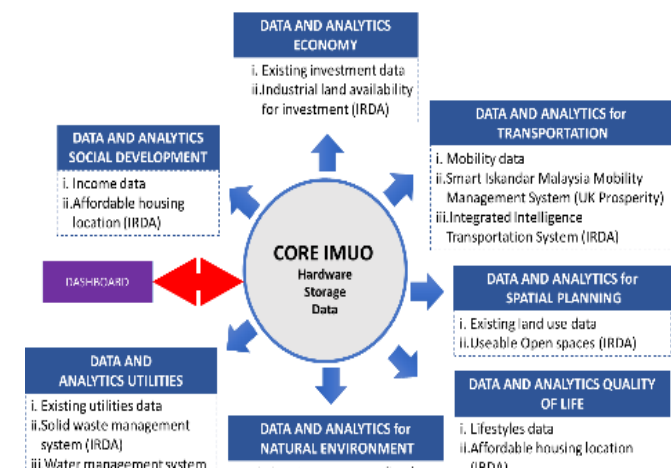 DATA AND ANALYTICS
ECONOMY
i. Existing investment data
ii.Industrial land availability
for investment (IRDA)
DATA AND ANALYTICS for
TRANSPORTATION
i. Mobility data
ii.Smart Iskandar Malaysia Mobility
Management System (UK Prosperity)
iii.Integrated Intelligence
Transportation System (IRDA)
DATA AND ANALYTICS
SOCIAL DEVELOPMENT
i. Income data
ii.Affordable housing
location (IRDA)
CORE IMUO
Hardware
Storage
Data
DASHBOARD
DATA AND ANALYTICS for
SPATIAL PLANNING
i. Existing land use data
ii.Useable Open spaces (IRDA)
DATA AND
ANALYTICS UTILITIES
i. Existing utilities data
ii.Solid waste management
system (IRDA)
iii.Water management system
DATA AND ANALYTICS for
NATURAL ENVIRONMENT
DATA AND ANALYTICS QUALITY
OF LIFE
i. Lifestyles data
ii.Affordable housing location
(IRDA)